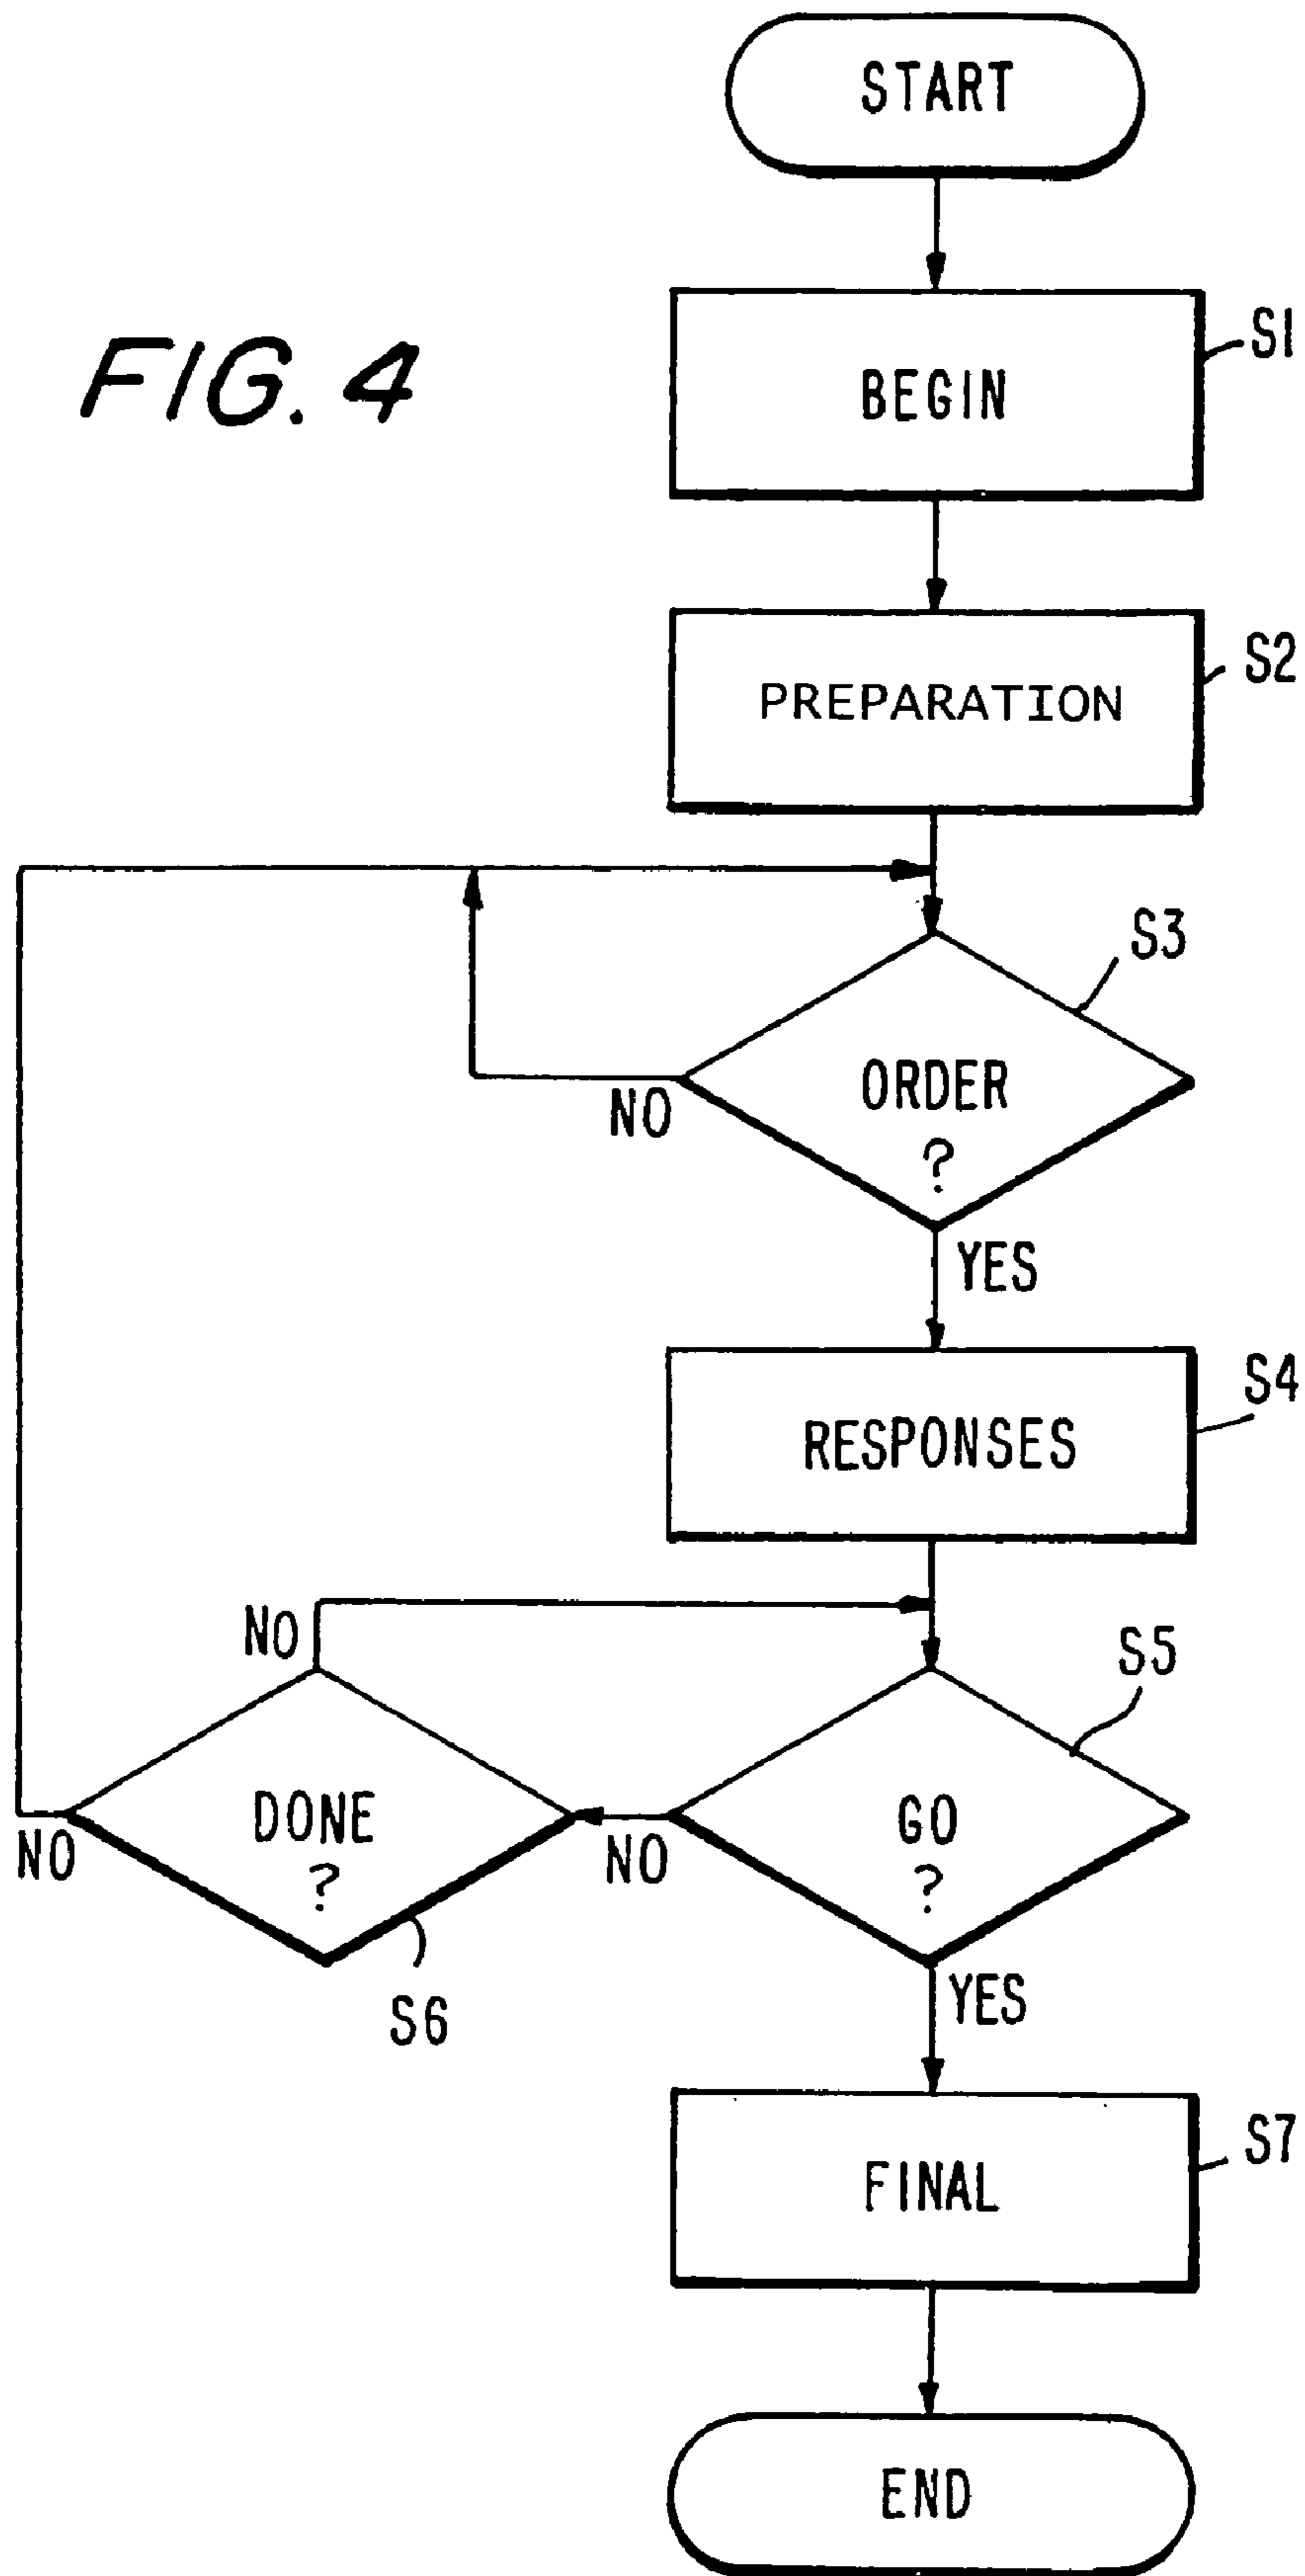 START
FIG. 4
S1
BEGIN
S2
PREPARATION
S3
ORDER
?
NO
YES
S4
RESPONSES
NO
S5
DONE
?
GO
?
NO
NO
YES
S6
S7
FINAL
END